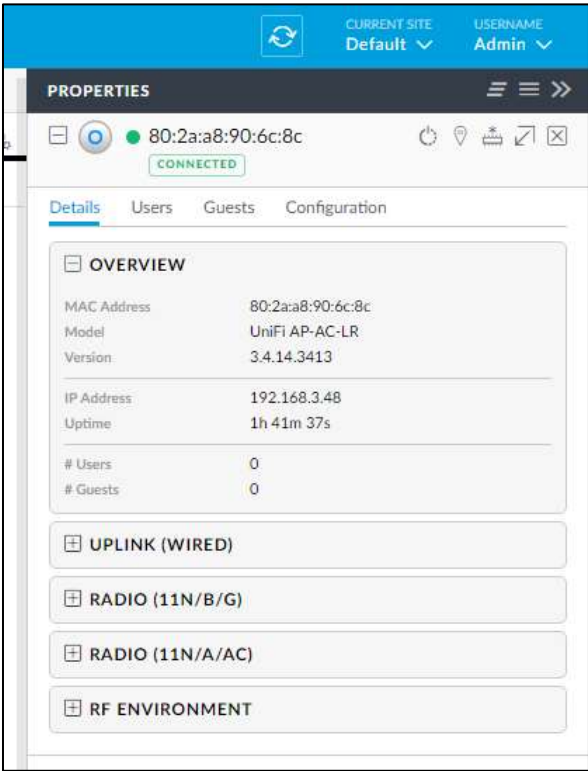 CURRENT SITE USERNAME
Default Admin
PROPERTIES
80:2a:a8:90:6c:8c
CONNECTED
Details Users Guests Configuration
OVERVIEW
MAC Address 80:2a:a8:90:6c:8c
Model UniFi AP-AC-LR
Version 3.4.14.3413
IP Address 192.168.3.48
Uptime 1h 41m 37s
# Users 0
# Guests 0
UPLINK (WIRED)
RADIO (11N/B/G)
RADIO (11N/A/AC)
RF ENVIRONMENT